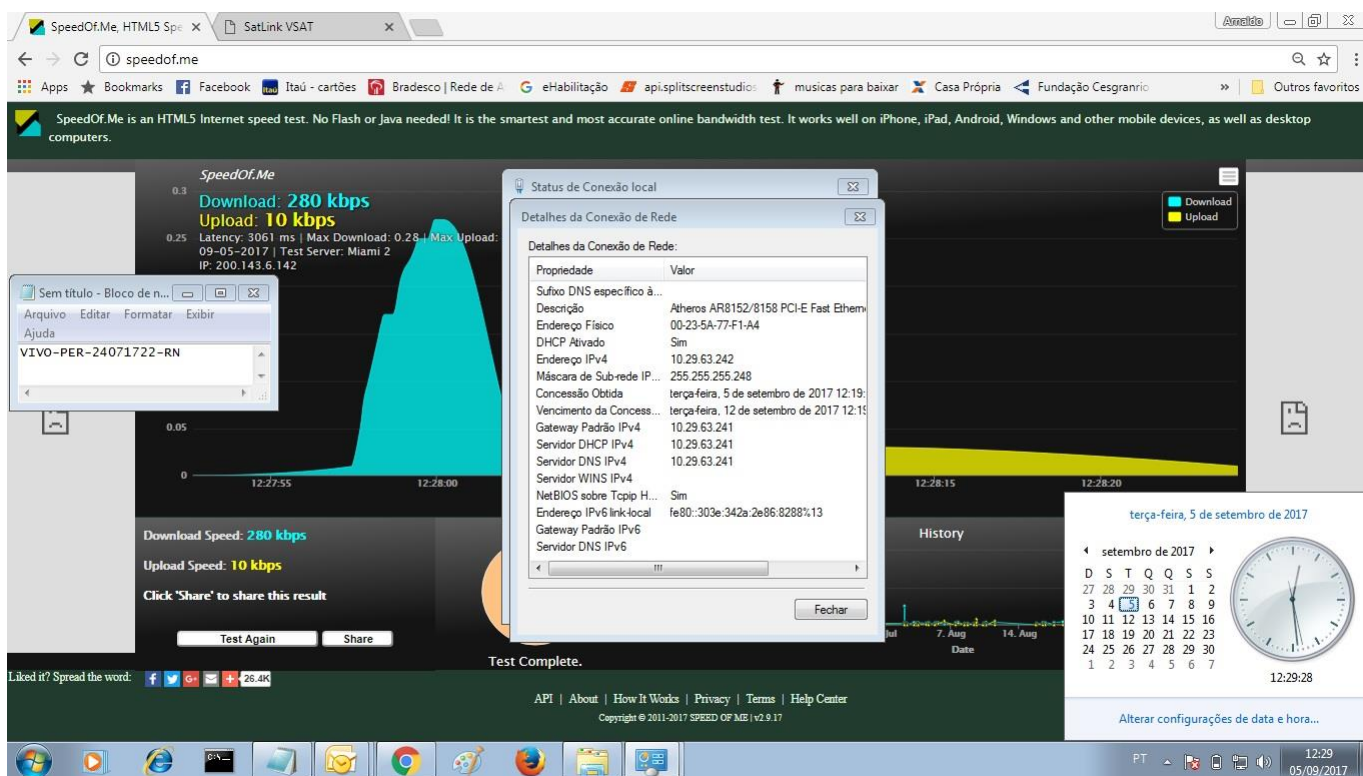 SpeedOf.Me, HTML5 Spe
SatLink VSAT
Arnaldo
speedof.me
Apps Bookmarks Facebook Itaú - cartões Bradesco | Rede de A eHabilitação api.splitscreenstudio musicas para baixar Casa Própria Fundação Cesgranrio » Outros favoritos
SpeedOf.Me is an HTML5 Internet speed test. No Flash or Java needed! It is the smartest and most accurate online bandwidth test. It works well on iPhone, iPad, Android, Windows and other mobile devices, as well as desktop
computers.
SpeedOf.Me
0.3
Download: 280 kbps
Upload: 10 kbps
0.25
Latency: 3061 ms | Max Download: 0.28 | Max Upload:
09-05-2017 | Test Server: Miami 2
IP: 200.143.6.142
Download
Upload
Sem título - Bloco de n...
Arquivo Editar Formatar Exibir
Ajuda
VIVO-PER-24071722-RN
0.05
0
12:27:55 12:28:00 12:28:15 12:28:20
Status de Conexão local
Detalhes da Conexão de Rede
Detalhes da Conexão de Rede:
Propriedade Valor
Sufixo DNS específico à...
Descrição Atheros AR8152/8158 PCI-E Fast Ethern
Endereço Físico 00-23-5A-77-F1-A4
DHCP Ativado Sim
Endereço IPv4 10.29.63.242
Máscara de Sub-rede IP... 255.255.255.248
Concessão Obtida terça-feira, 5 de setembro de 2017 12:19:
Vencimento da Concess... terça-feira, 12 de setembro de 2017 12:19
Gateway Padrão IPv4 10.29.63.241
Servidor DHCP IPv4 10.29.63.241
Servidor DNS IPv4 10.29.63.241
Servidor WINS IPv4
NetBIOS sobre Tcpip H... Sim
Endereço IPv6 link-local fe80::303e:342a:2e86:8288%13
Gateway Padrão IPv6
Servidor DNS IPv6
Fechar
Download Speed: 280 kbps
Upload Speed: 10 kbps
Click 'Share' to share this result
Test Again Share
Test Complete.
History
Jul 7. Aug 14. Aug
Date
terça-feira, 5 de setembro de 2017
setembro de 2017
D S T Q Q S S
27 28 29 30 31 1 2
3 4 5 6 7 8 9
10 11 12 13 14 15 16
17 18 19 20 21 22 23
24 25 26 27 28 29 30
1 2 3 4 5 6 7
12:29:28
Alterar configurações de data e hora...
Liked it? Spread the word: 26.4K
API | About | How It Works | Privacy | Terms | Help Center
Copyright © 2011-2017 SPEED OF ME | v2.9.17
PT
12:29
05/09/2017